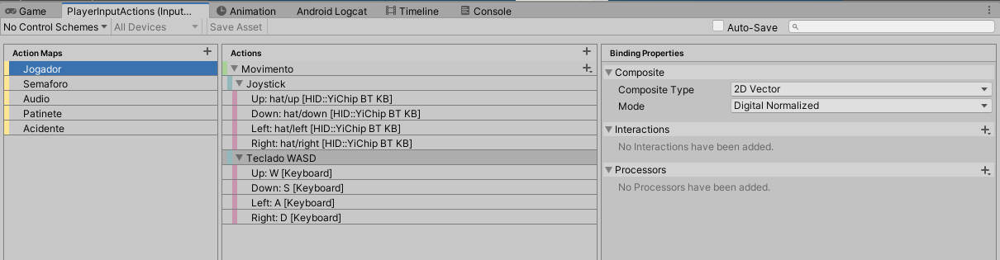 Game
PlayerInputActions (Input...
Animation
Android Logcat
Timeline
Console
No Control Schemes
All Devices
Save Asset
Auto-Save
Action Maps
Jogador
Semaforo
Audio
Patinete
Acidente
Actions
Movimento
Joystick
Up: hat/up [HID::YiChip BT KB]
Down: hat/down [HID::YiChip BT KB]
Left: hat/left [HID::YiChip BT KB]
Right: hat/right [HID::YiChip BT KB]
Teclado WASD
Up: W [Keyboard]
Down: S [Keyboard]
Left: A [Keyboard]
Right: D [Keyboard]
Binding Properties
Composite
Composite Type 2D Vector
Mode Digital Normalized
Interactions
No Interactions have been added.
Processors
No Processors have been added.